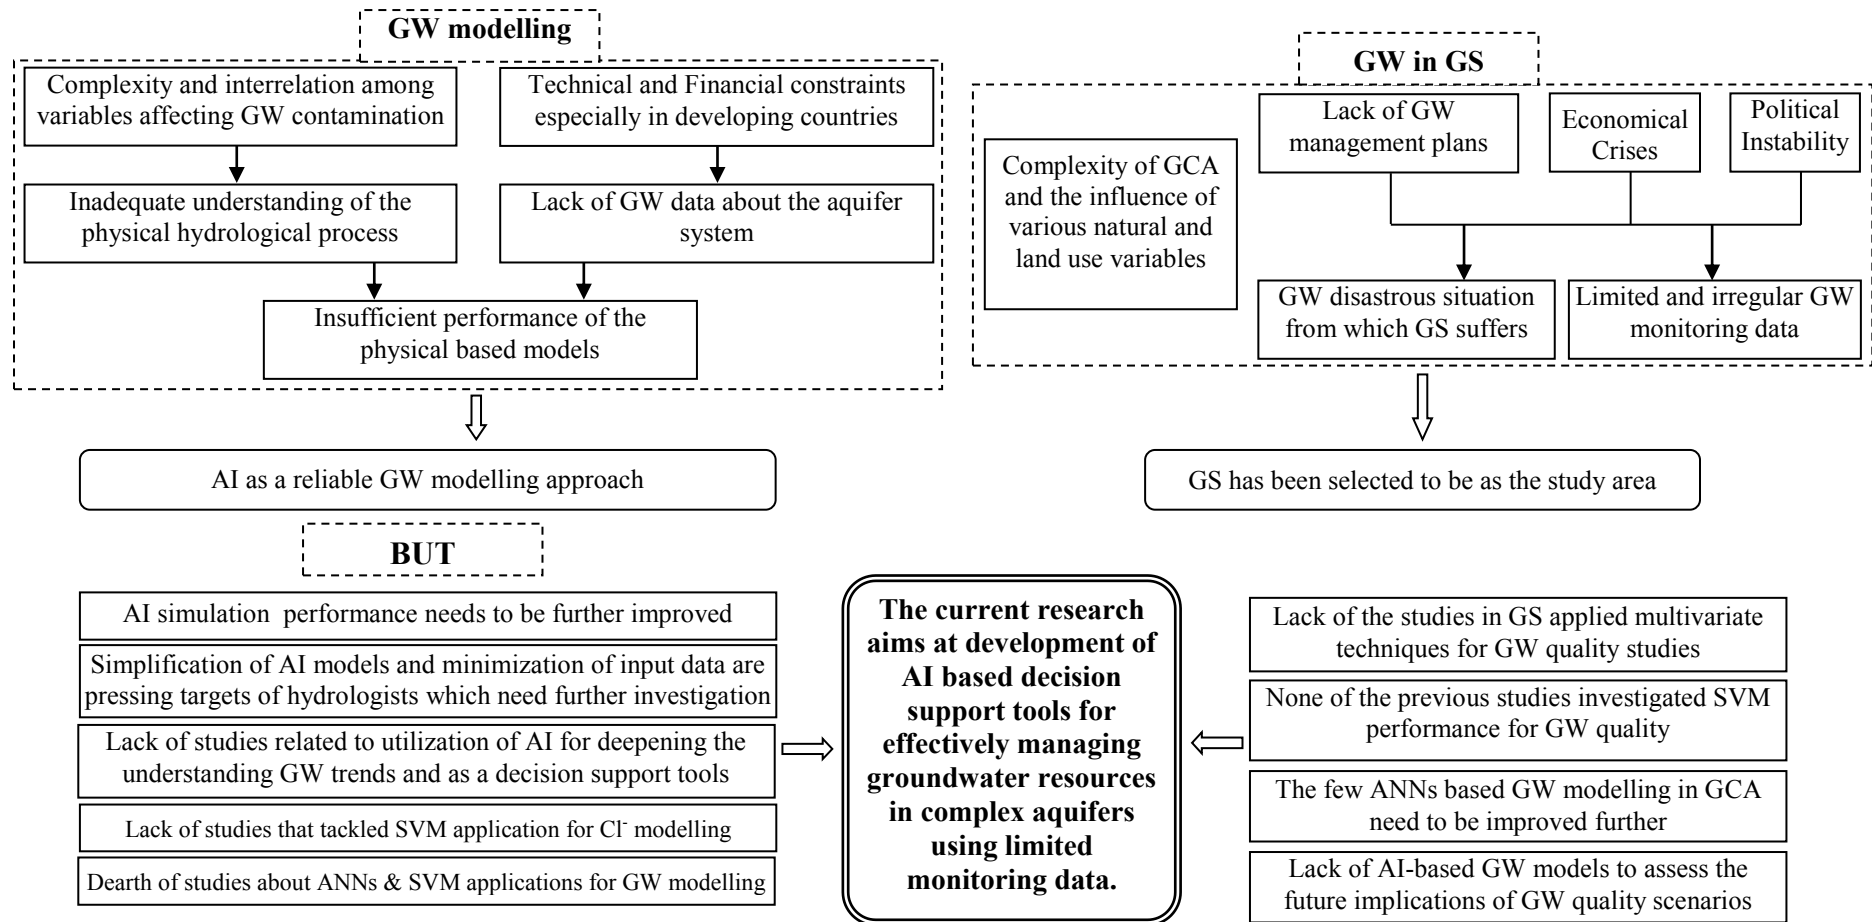 GW modelling
Complexity and interrelation among
variables affecting GW contamination
Technical and Financial constraints
especially in developing countries
Inadequate understanding of the
physical hydrological process
Lack of GW data about the aquifer
system
Insufficient performance of the
physical based models
AI as a reliable GW modelling approach
GW in GS
Complexity of GCA
and the influence of
various natural and
land use variables
Lack of GW
management plans
Economical
Crises
Political
Instability
GW disastrous situation
from which GS suffers
Limited and irregular GW
monitoring data
GS has been selected to be as the study area
BUT
AI simulation performance needs to be further improved
Simplification of AI models and minimization of input data are
pressing targets of hydrologists which need further investigation
Lack of studies related to utilization of AI for deepening the
understanding GW trends and as a decision support tools
Lack of studies that tackled SVM application for Cl⁻ modelling
Dearth of studies about ANNs & SVM applications for GW modelling
The current research
aims at development of
AI based decision
support tools for
effectively managing
groundwater resources
in complex aquifers
using limited
monitoring data.
Lack of the studies in GS applied multivariate
techniques for GW quality studies
None of the previous studies investigated SVM
performance for GW quality
The few ANNs based GW modelling in GCA
need to be improved further
Lack of AI-based GW models to assess the
future implications of GW quality scenarios